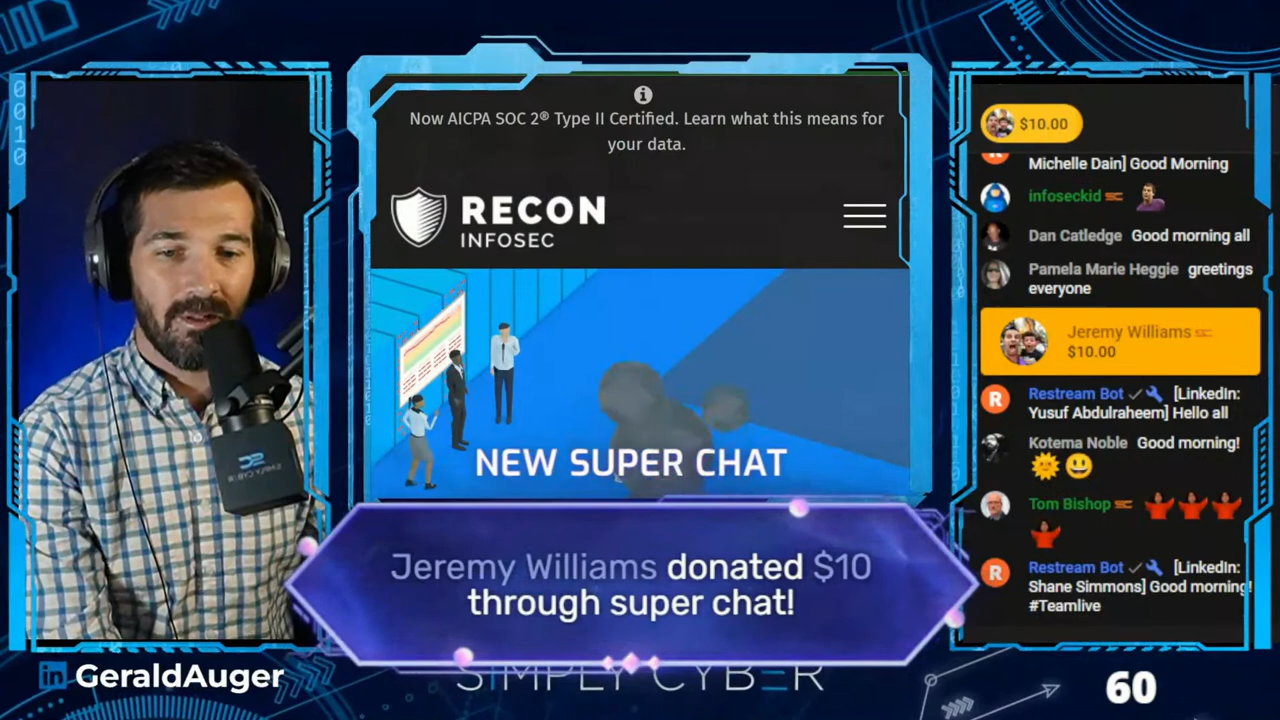 Now AICPA SOC 2® Type II Certified. Learn what this means for
your data.
RECON
INFOSEC
NEW SUPER CHAT
Jeremy Williams donated $10
through super chat!
$10.00
Michelle Dain] Good Morning
infoseckid
Dan Catledge Good morning all
Pamela Marie Heggie greetings
everyone
Jeremy Williams
$10.00
R Restream Bot [LinkedIn:
Yusuf Abdulraheem] Hello all
Kotema Noble Good morning!
Tom Bishop
R Restream Bot [LinkedIn:
Shane Simmons] Good morning!
#Teamlive
in GeraldAuger
SIMPLY CYBER
60